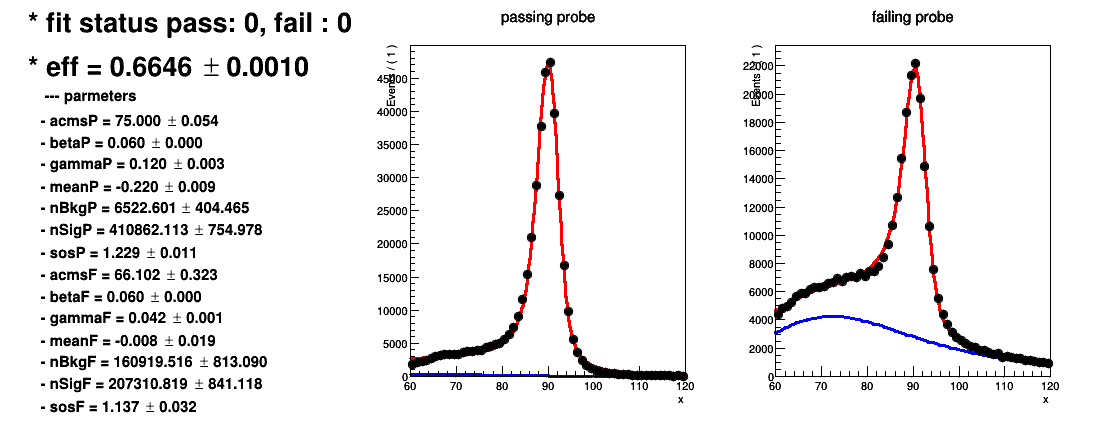 * fit status pass: 0, fail : 0
* eff = 0.6646 ± 0.0010
--- parmeters
- acmsP = 75.000 ± 0.054
- betaP = 0.060 ± 0.000
- gammaP = 0.120 ± 0.003
- meanP = -0.220 ± 0.009
- nBkgP = 6522.601 ± 404.465
- nSigP = 410862.113 ± 754.978
- sosP = 1.229 ± 0.011
- acmsF = 66.102 ± 0.323
- betaF = 0.060 ± 0.000
- gammaF = 0.042 ± 0.001
- meanF = -0.008 ± 0.019
- nBkgF = 160919.516 ± 813.090
- nSigF = 207310.819 ± 841.118
- sosF = 1.137 ± 0.032
passing probe
Events / ( 1 )
45000
40000
35000
30000
25000
20000
15000
10000
5000
0
60 70 80 90 100 110 120
x
failing probe
Events / ( 1 )
22000
20000
18000
16000
14000
12000
10000
8000
6000
4000
2000
0
60 70 80 90 100 110 120
x